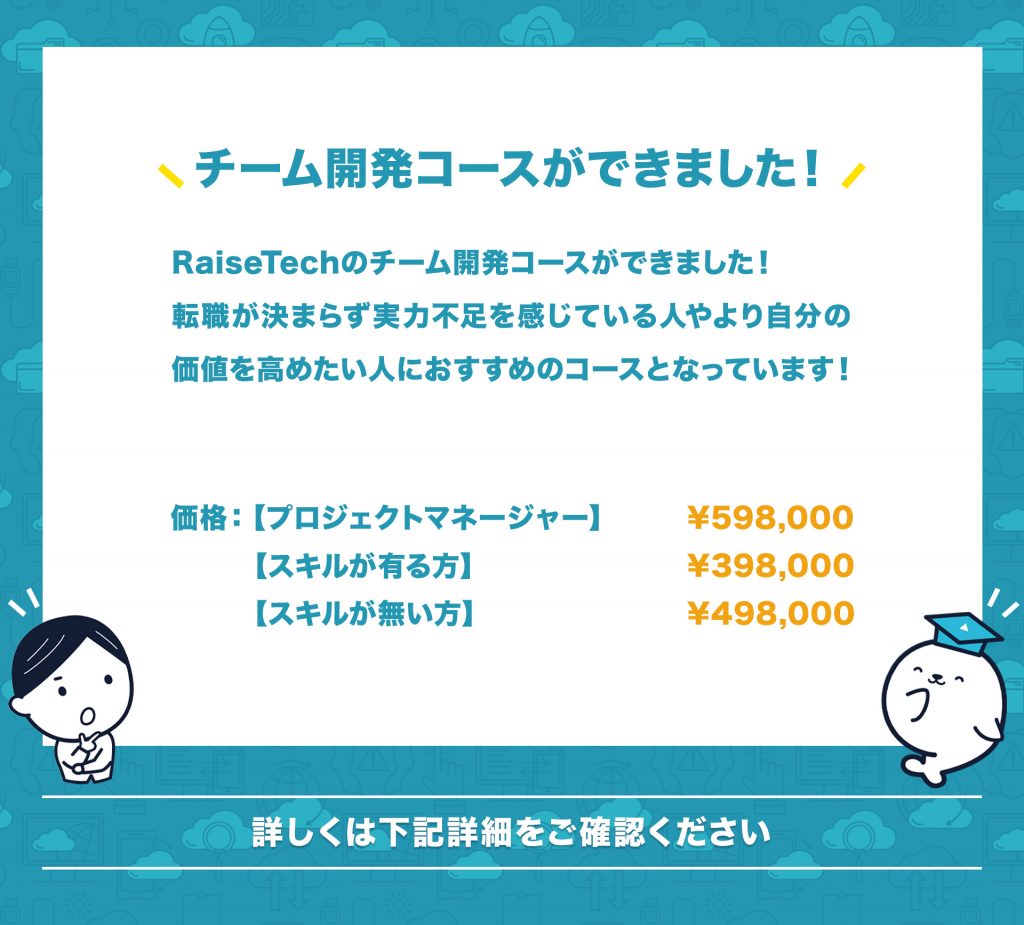 チーム開発コースができました！
RaiseTechのチーム開発コースができました！
転職が決まらず実力不足を感じている人やより自分の
価値を高めたい人におすすめのコースとなっています！
価格：【プロジェクトマネージャー】 ¥598,000
【スキルが有る方】 ¥398,000
【スキルが無い方】 ¥498,000
詳しくは下記詳細をご確認ください